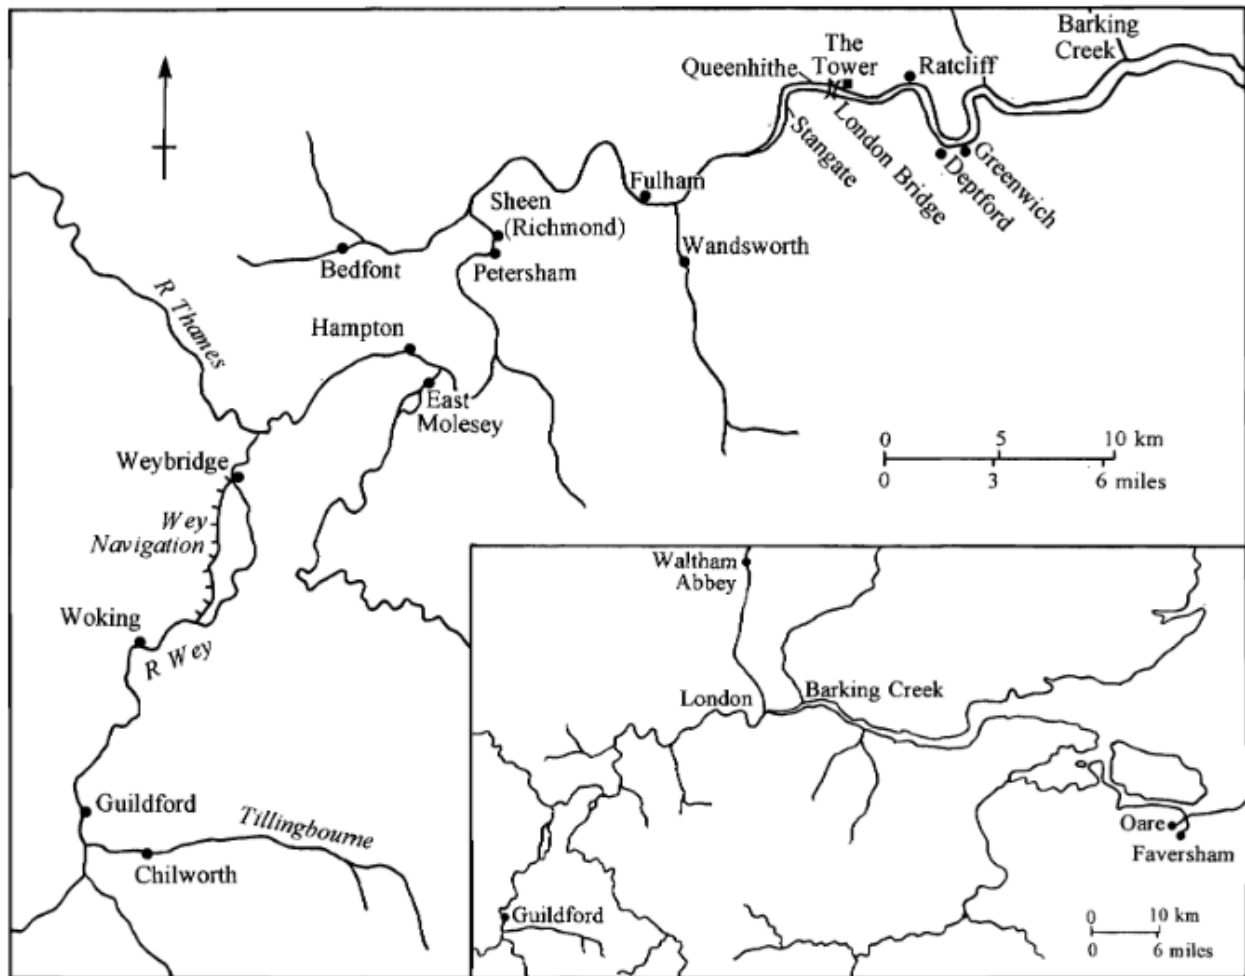 Barking
Creek
The
Tower
Queenhithe
Ratcliff
Stangate
London Bridge
Deptford
Greenwich
Fulham
Sheen
(Richmond)
Wandsworth
Bedfont
Petersham
R Thames
Hampton
East
Molesey
0 5 10 km
0 3 6 miles
Weybridge
Wey
Navigation
Woking
R Wey
Guildford
Tillingbourne
Chilworth
Waltham
Abbey
London
Barking Creek
Oare
Faversham
Guildford
0 10 km
0 6 miles